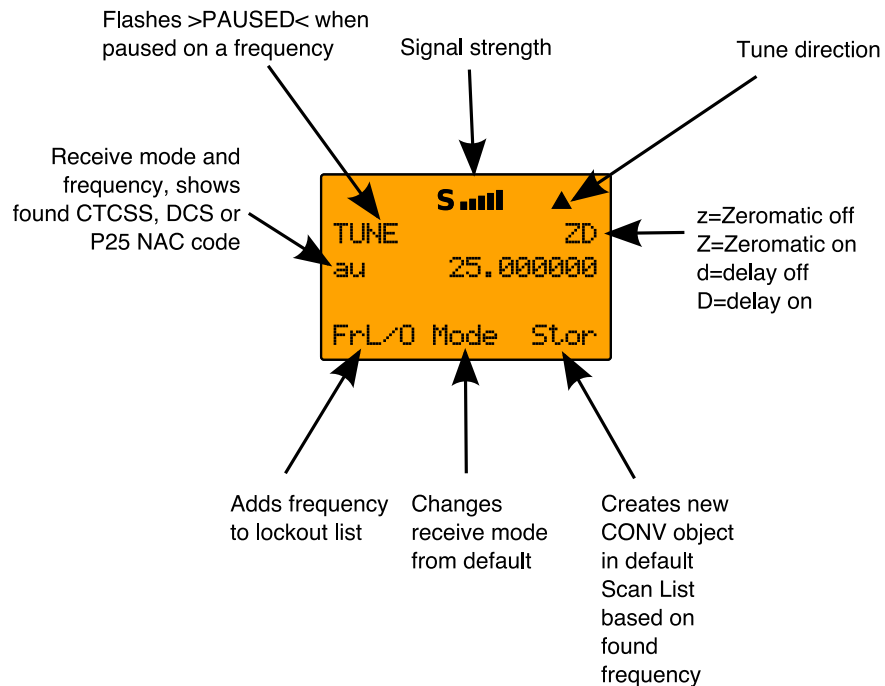 Flashes >PAUSED< when
paused on a frequency
Signal strength
Tune direction
Receive mode and
frequency, shows
found CTCSS, DCS or
P25 NAC code
S
TUNE ZD
au 25.000000
FrL/O Mode Stor
z=Zeromatic off
Z=Zeromatic on
d=delay off
D=delay on
Adds frequency
to lockout list
Changes
receive mode
from default
Creates new
CONV object
in default
Scan List
based on
found
frequency